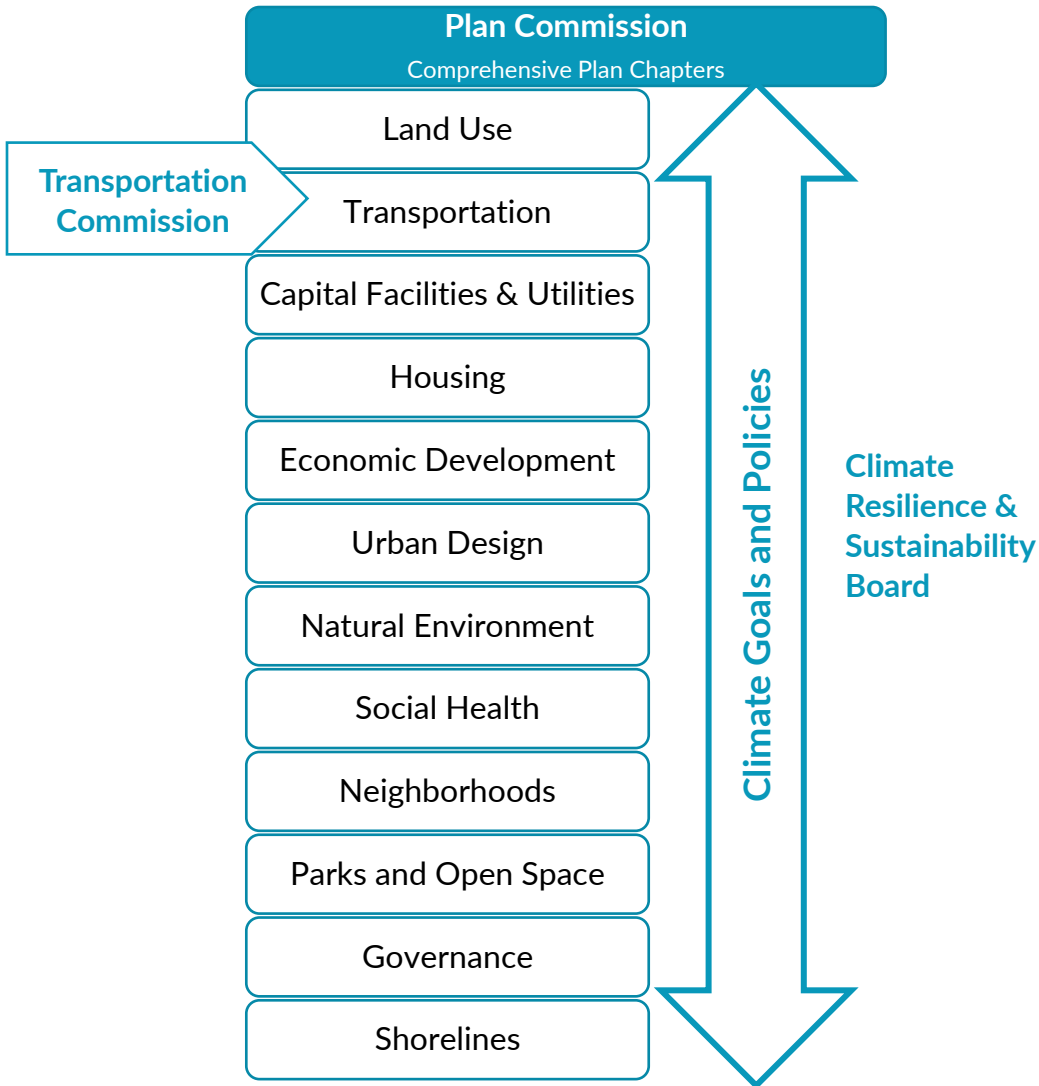 Plan Commission
Comprehensive Plan Chapters
Land Use
Transportation
Commission
Transportation
Capital Facilities & Utilities
Housing
Economic Development
Urban Design
Natural Environment
Social Health
Neighborhoods
Parks and Open Space
Governance
Shorelines
Climate Goals and Policies
Climate
Resilience &
Sustainability
Board